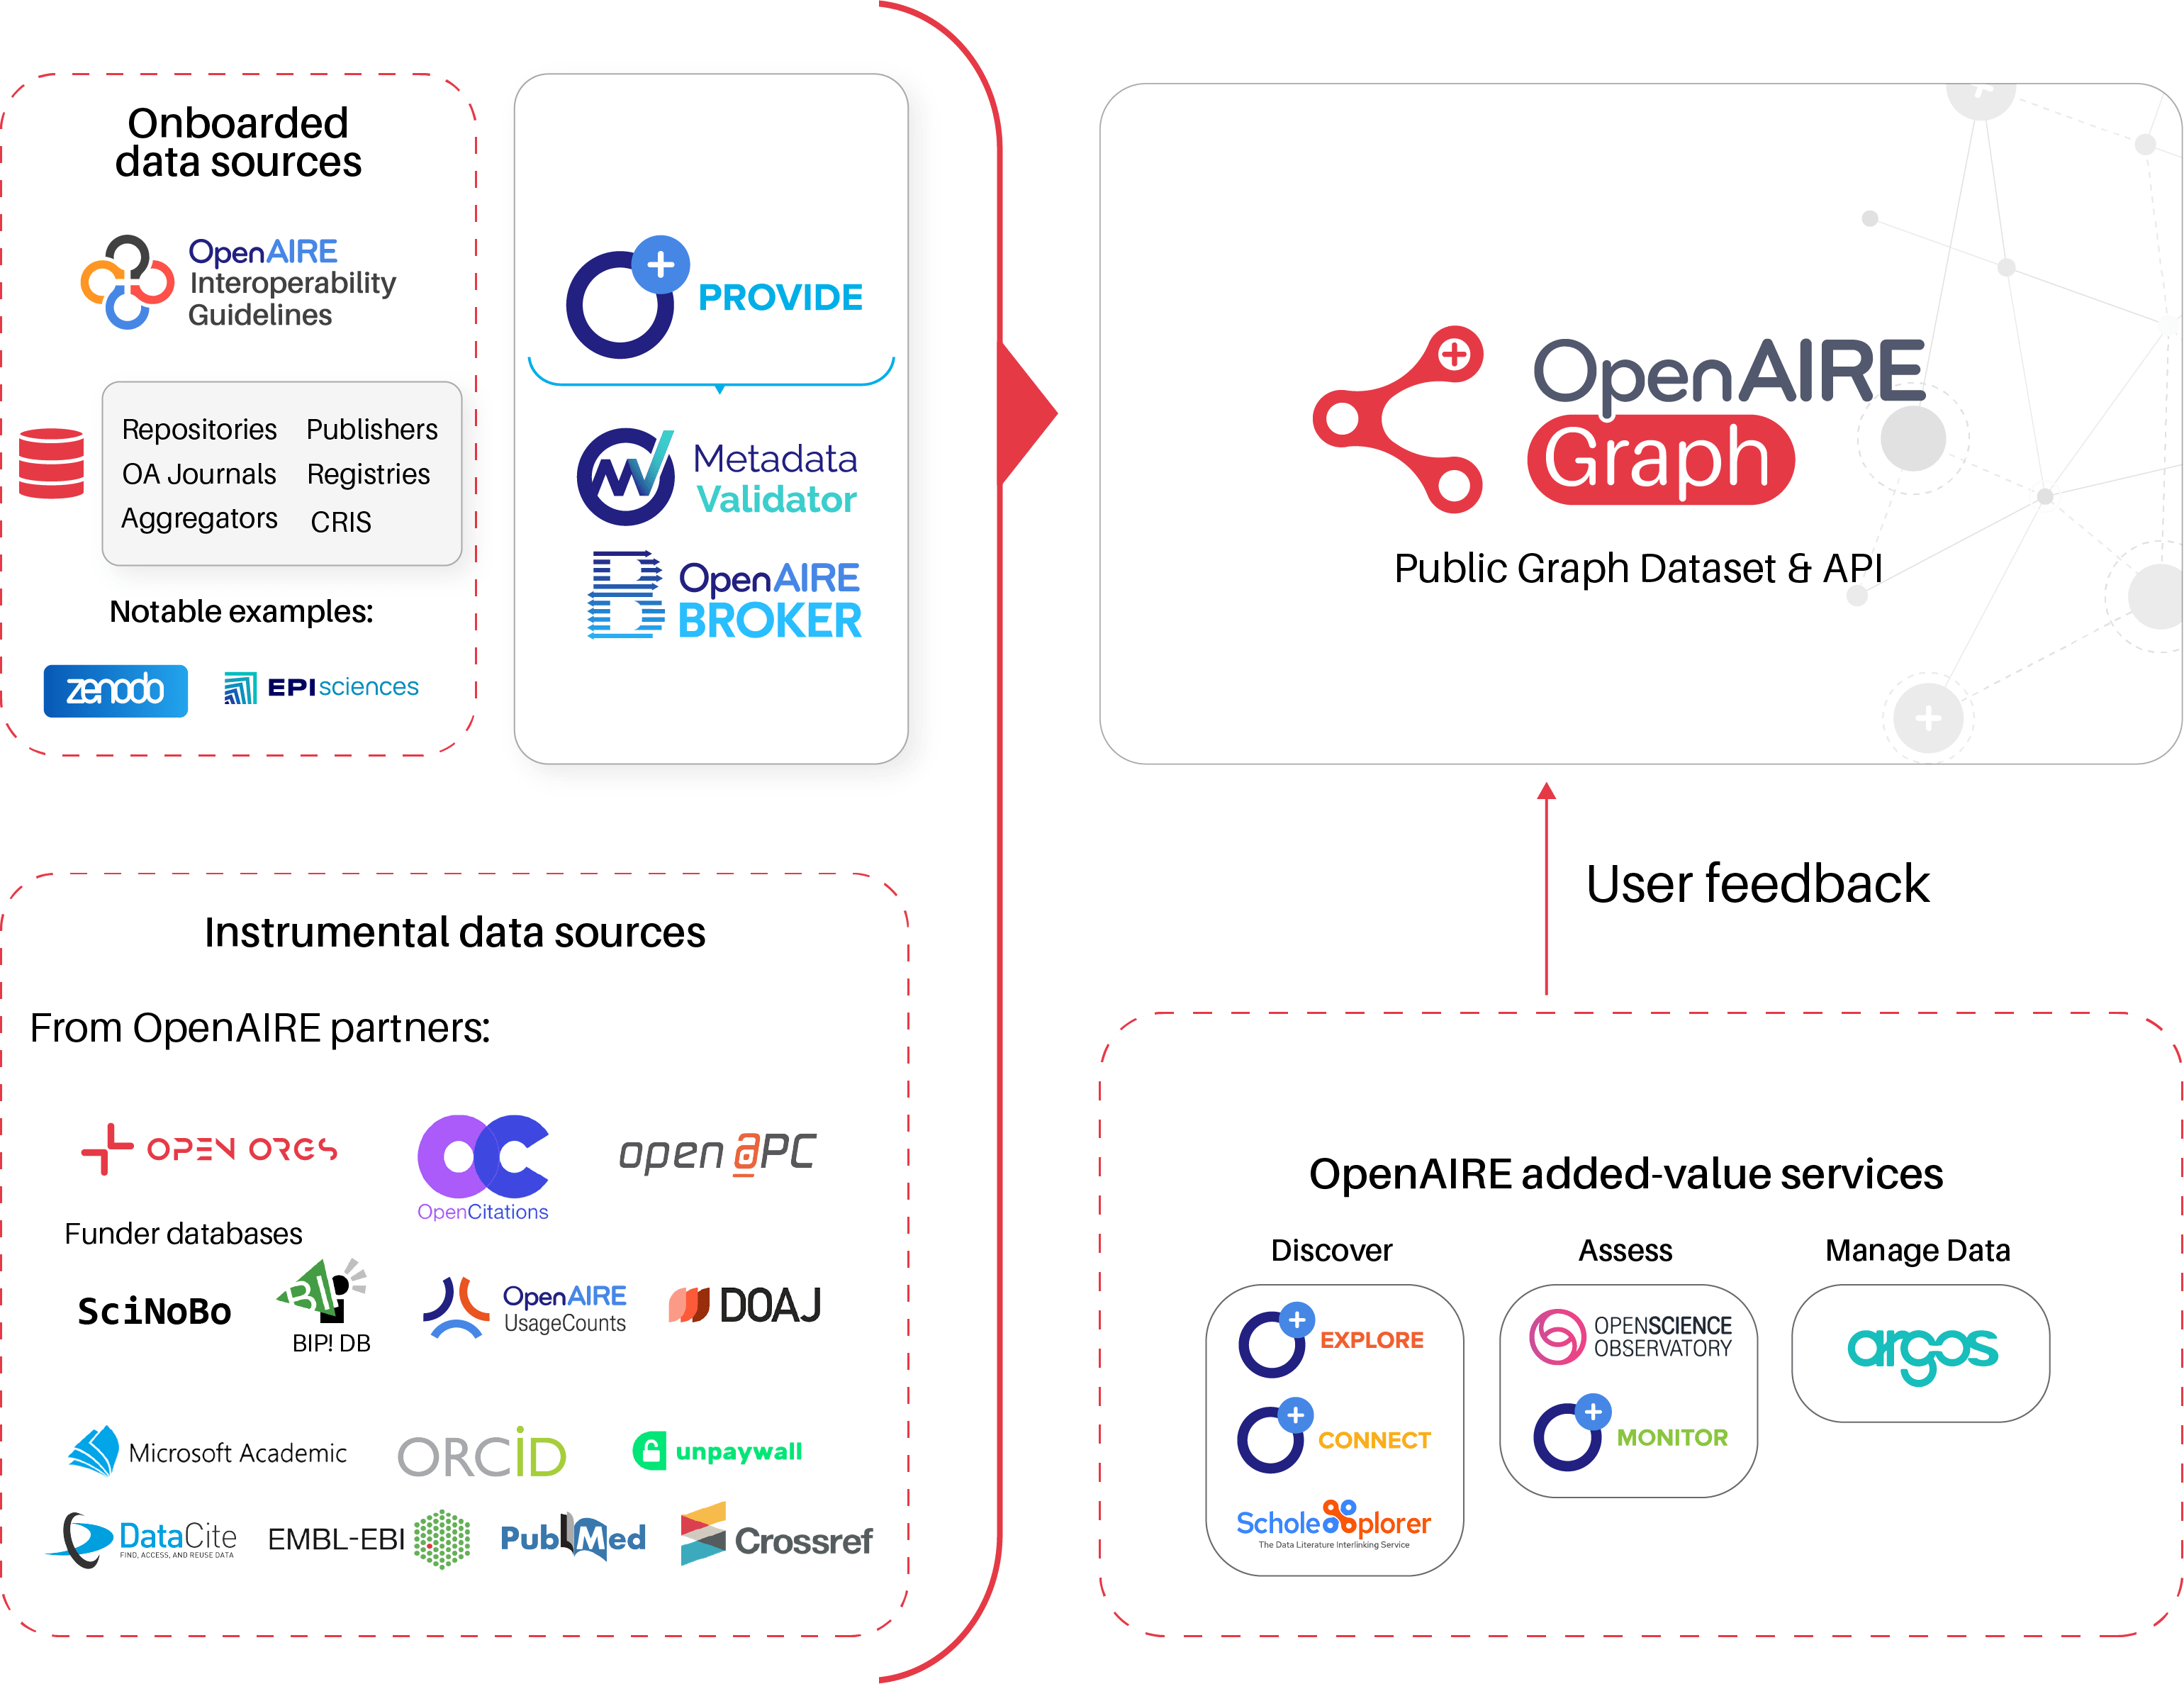 Onboarded
data sources
OpenAIRE
Interoperability
Guidelines
Repositories Publishers
OA Journals Registries
Aggregators CRIS
Notable examples:
zenodo
EPIsciences
PROVIDE
Metadata
Validator
OpenAIRE
BROKER
OpenAIRE
Graph
Public Graph Dataset & API
User feedback
Instrumental data sources
From OpenAIRE partners:
OPEN ORGS
OC
OpenCitations
open aPC
Funder databases
SciNoBo
BIP!
BIP! DB
OpenAIRE
UsageCounts
DOAJ
Microsoft Academic
ORCiD
unpaywall
DataCite
FIND, ACCESS, AND REUSE DATA
EMBL-EBI
PubMed
Crossref
OpenAIRE added-value services
Discover
EXPLORE
CONNECT
ScholeXplorer
The Data Literature Interlinking Service
Assess
OPENSCIENCE
OBSERVATORY
MONITOR
Manage Data
argos